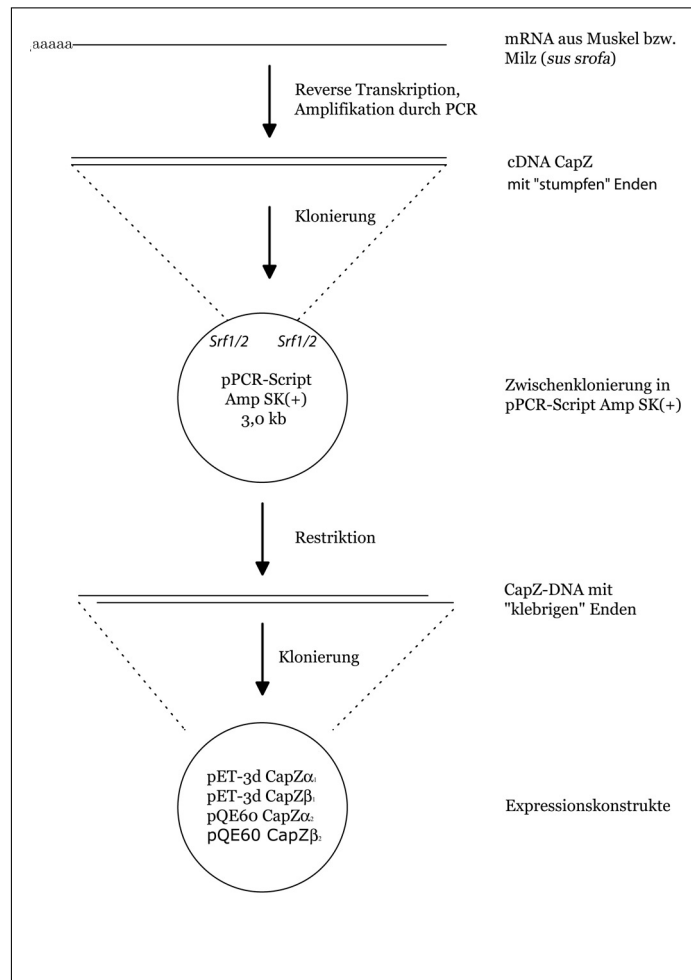 aaaaa
mRNA aus Muskel bzw.
Milz (sus srofa)
Reverse Transkription,
Amplifikation durch PCR
cDNA CapZ
mit "stumpfen" Enden
Klonierung
Srf1/2 Srf1/2
pPCR-Script
Amp SK(+)
3,0 kb
Zwischenklonierung in
pPCR-Script Amp SK(+)
Restriktion
CapZ-DNA mit
"klebrigen" Enden
Klonierung
pET-3d CapZα₁
pET-3d CapZβ₁
pQE60 CapZα₂
pQE60 CapZβ₂
Expressionskonstrukte